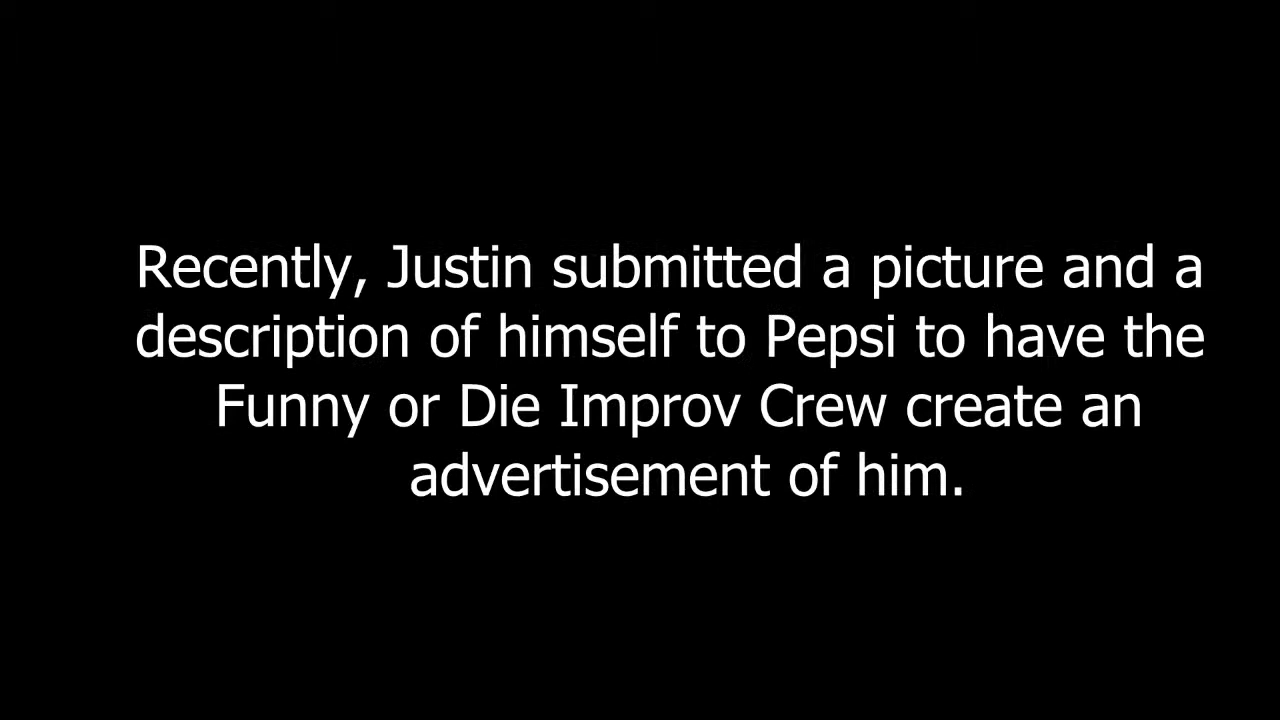 Recently, Justin submitted a picture and a
description of himself to Pepsi to have the
Funny or Die Improv Crew create an
advertisement of him.